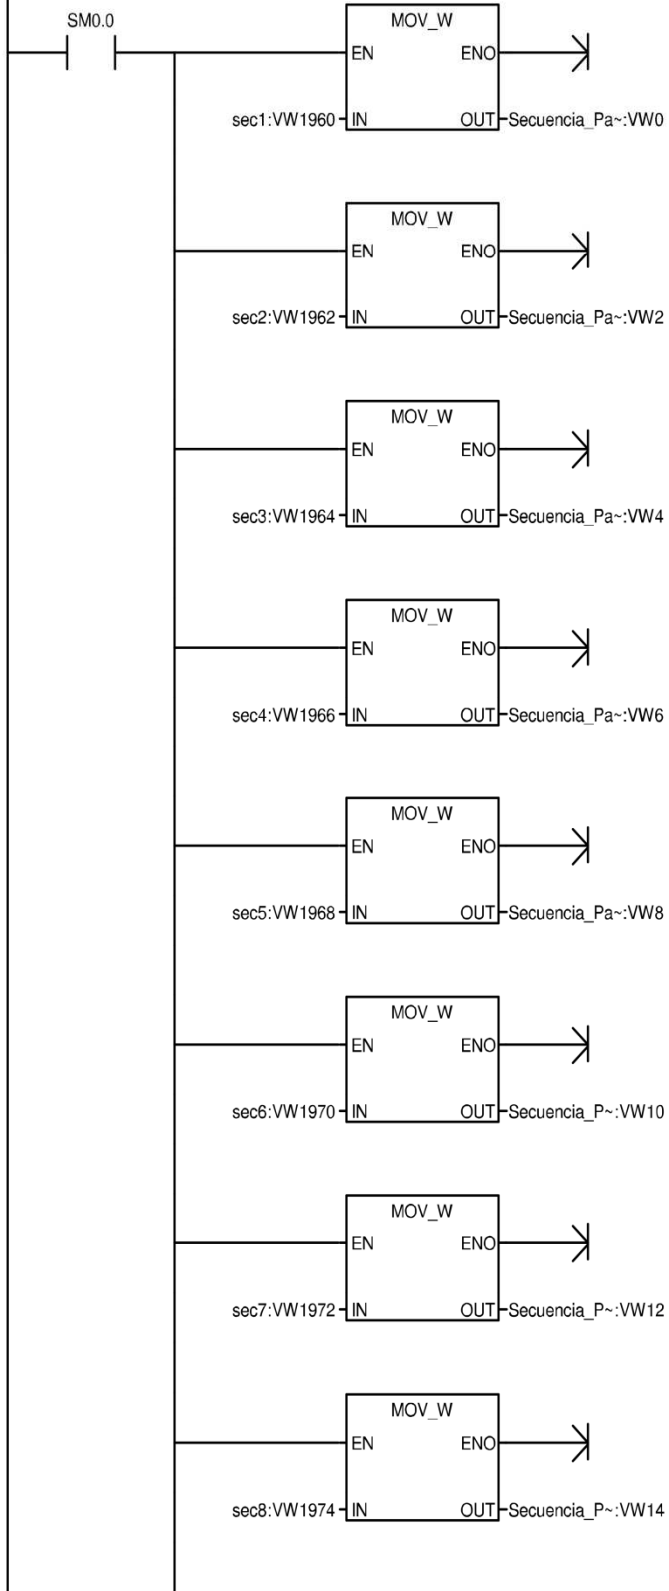 SM0.0
MOV_W
EN ENO
sec1:VW1960 IN OUT Secuencia_Pa~:VW0
MOV_W
EN ENO
sec2:VW1962 IN OUT Secuencia_Pa~:VW2
MOV_W
EN ENO
sec3:VW1964 IN OUT Secuencia_Pa~:VW4
MOV_W
EN ENO
sec4:VW1966 IN OUT Secuencia_Pa~:VW6
MOV_W
EN ENO
sec5:VW1968 IN OUT Secuencia_Pa~:VW8
MOV_W
EN ENO
sec6:VW1970 IN OUT Secuencia_P~:VW10
MOV_W
EN ENO
sec7:VW1972 IN OUT Secuencia_P~:VW12
MOV_W
EN ENO
sec8:VW1974 IN OUT Secuencia_P~:VW14